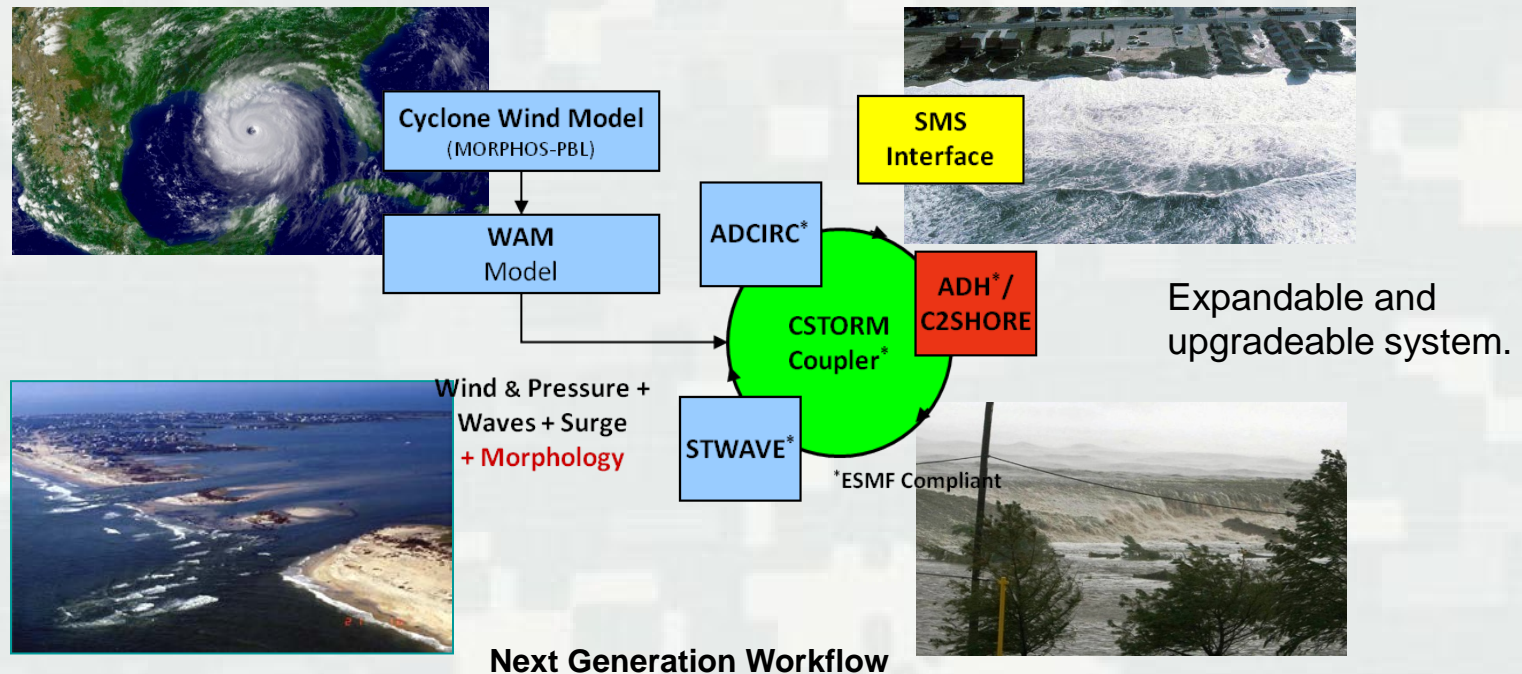 Cyclone Wind Model
(MORPHOS-PBL)
WAM
Model
SMS
Interface
ADCIRC*
ADH*/
C2SHORE
CSTORM
Coupler*
STWAVE*
*ESMF Compliant
Wind & Pressure +
Waves + Surge
+ Morphology
Expandable and
upgradeable system.
Next Generation Workflow